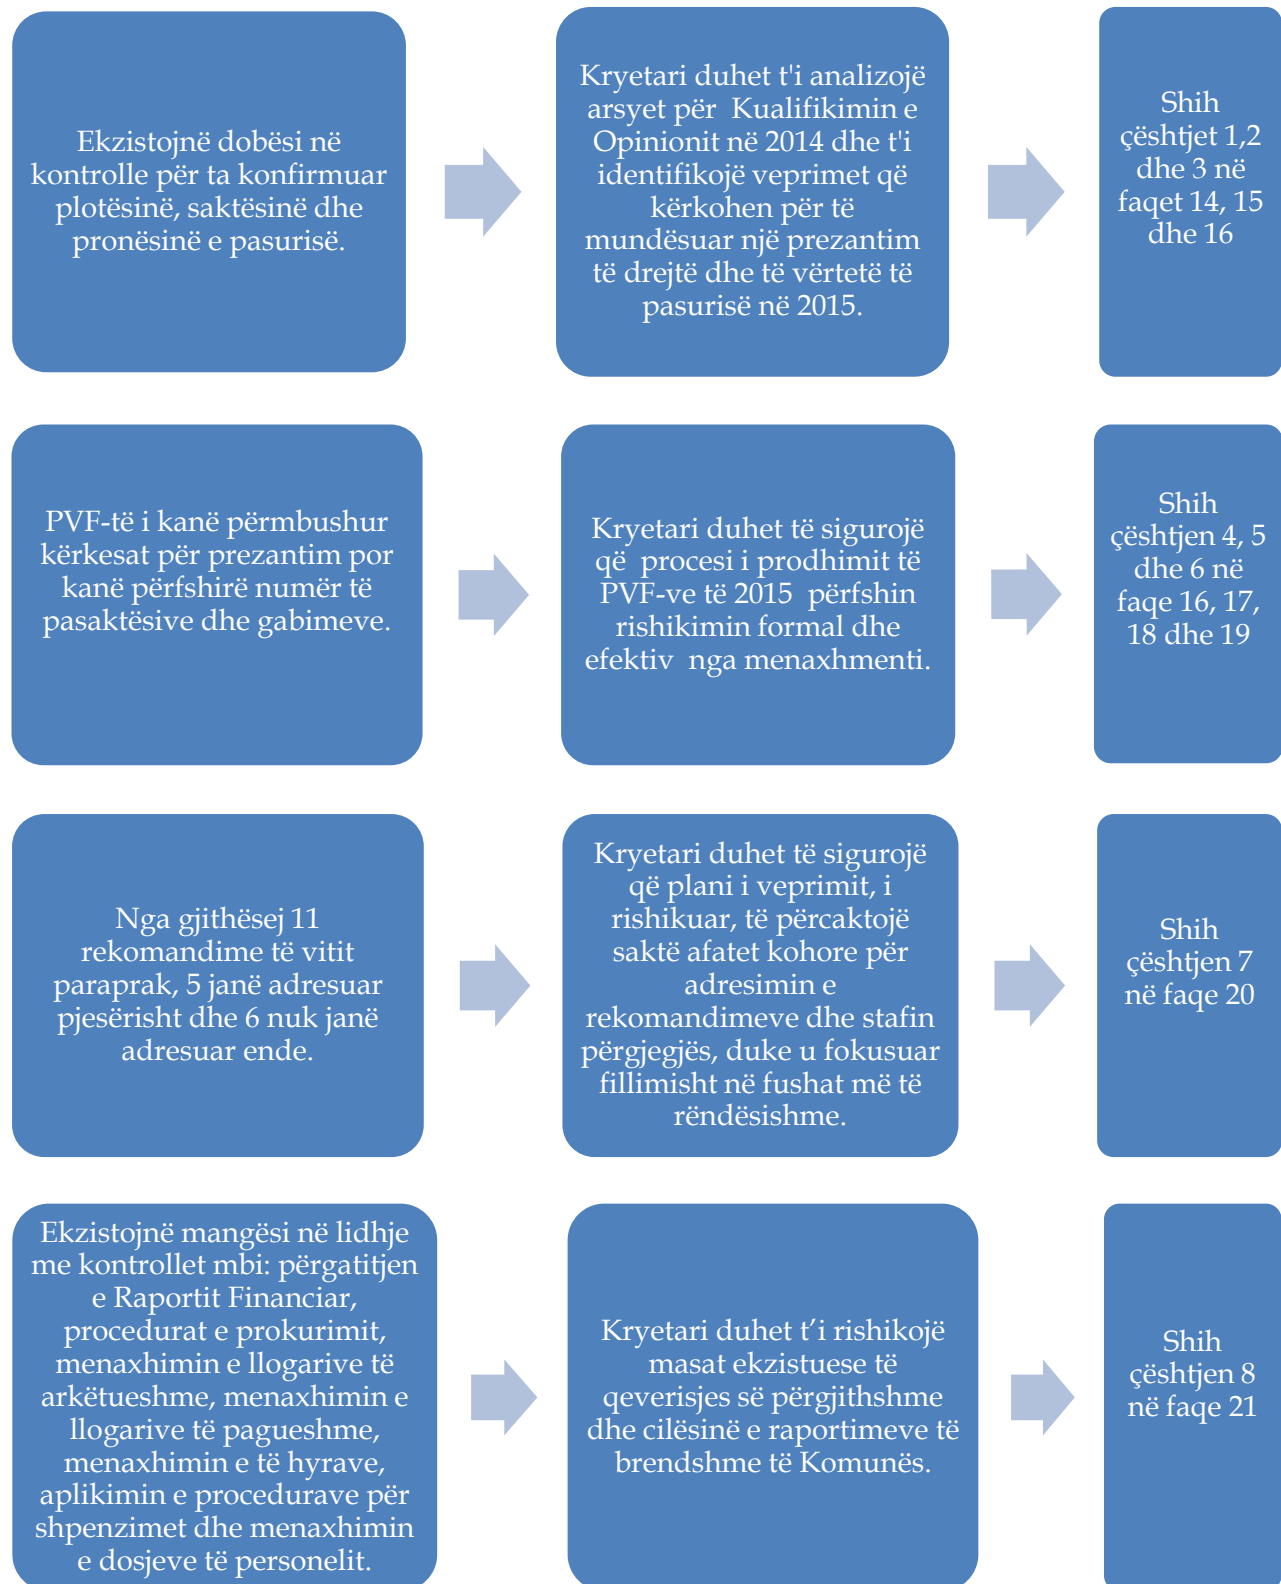 Ekzistojnë dobësi në
kontrolle për ta konfirmuar
plotësinë, saktësinë dhe
pronësinë e pasurisë.
Kryetari duhet t'i analizojë
arsyet për  Kualifikimin e
Opinionit në 2014 dhe t'i
identifikojë veprimet që
kërkohen për të
mundësuar një prezantim
të drejtë dhe të vërtetë të
pasurisë në 2015.
Shih
çështjet 1,2
dhe 3 në
faqet 14, 15
dhe 16
PVF-të i kanë përmbushur
kërkesat për prezantim por
kanë përfshirë numër të
pasaktësive dhe gabimeve.
Kryetari duhet të sigurojë
që  procesi i prodhimit të
PVF-ve të 2015  përfshin
rishikimin formal dhe
efektiv  nga menaxhmenti.
Shih
çështjen 4, 5
dhe 6 në
faqe 16, 17,
18 dhe 19
Nga gjithësej 11
rekomandime të vitit
paraprak, 5 janë adresuar
pjesërisht dhe 6 nuk janë
adresuar ende.
Kryetari duhet të sigurojë
që plani i veprimit, i
rishikuar, të përcaktojë
saktë afatet kohore për
adresimin e
rekomandimeve dhe stafin
përgjegjës, duke u fokusuar
fillimisht në fushat më të
rëndësishme.
Shih
çështjen 7
në faqe 20
Ekzistojnë mangësi në lidhje
me kontrollet mbi: përgatitjen
e Raportit Financiar,
procedurat e prokurimit,
menaxhimin e llogarive të
arkëtueshme, menaxhimin e
llogarive të pagueshme,
menaxhimin e të hyrave,
aplikimin e procedurave për
shpenzimet dhe menaxhimin
e dosjeve të personelit.
Kryetari duhet t’i rishikojë
masat ekzistuese të
qeverisjes së përgjithshme
dhe cilësinë e raportimeve të
brendshme të Komunës.
Shih
çështjen 8
në faqe 21